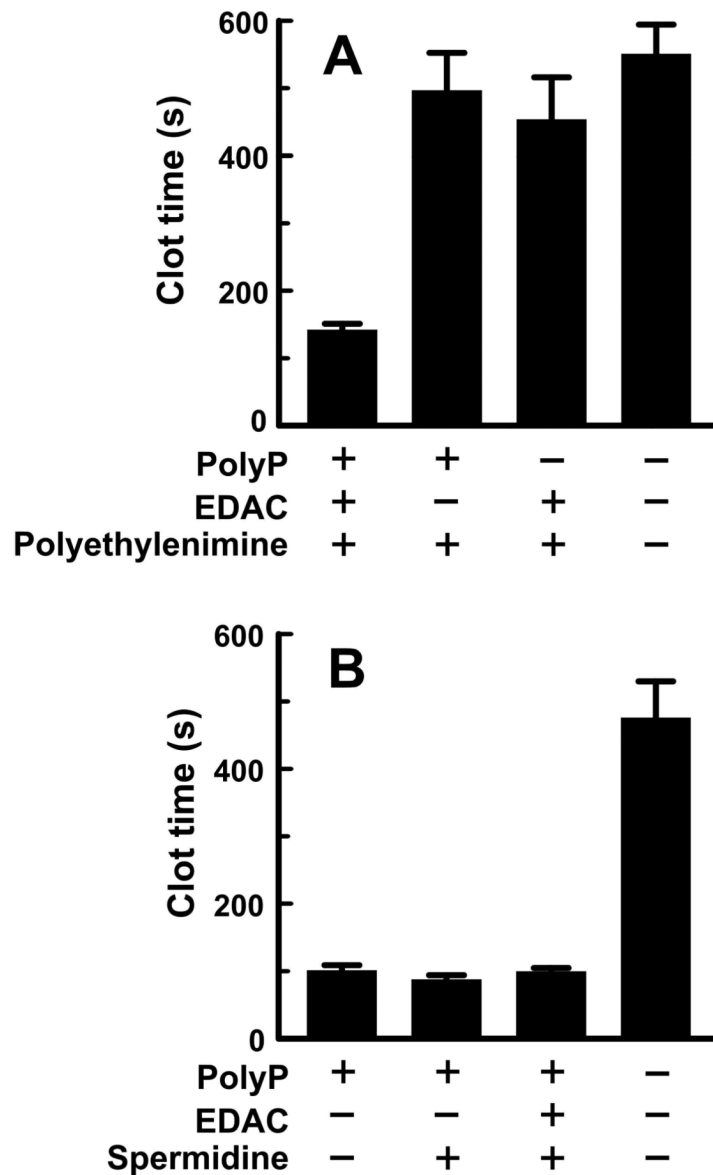 A
Clot time (s)
600
400
200
0
PolyP + + − −
EDAC + − + −
Polyethylenimine + + + −
B
Clot time (s)
600
400
200
0
PolyP + + + −
EDAC − − + −
Spermidine − + + −